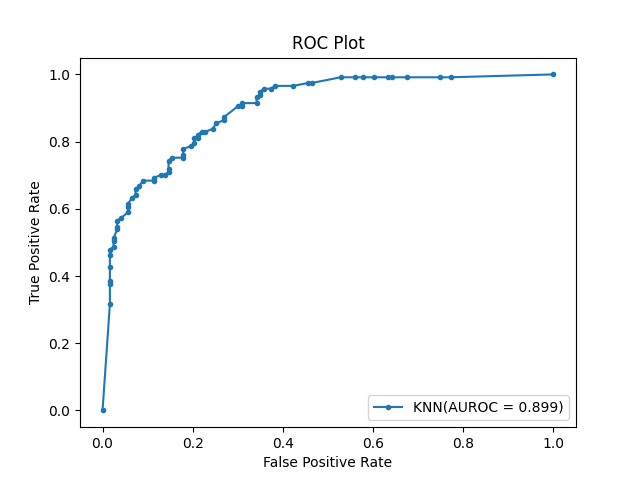 ROC Plot
True Positive Rate
1.0
0.8
0.6
0.4
0.2
0.0
KNN(AUROC = 0.899)
0.0 0.2 0.4 0.6 0.8 1.0
False Positive Rate